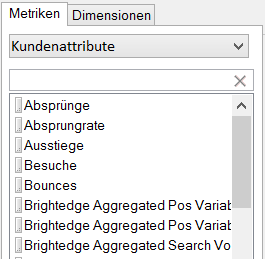 Metriken Dimensionen
Kundenattribute
Absprünge
Absprungrate
Ausstiege
Besuche
Bounces
Brightedge Aggregated Pos Variab
Brightedge Aggregated Pos Variab
Brightedge Aggregated Search Vo